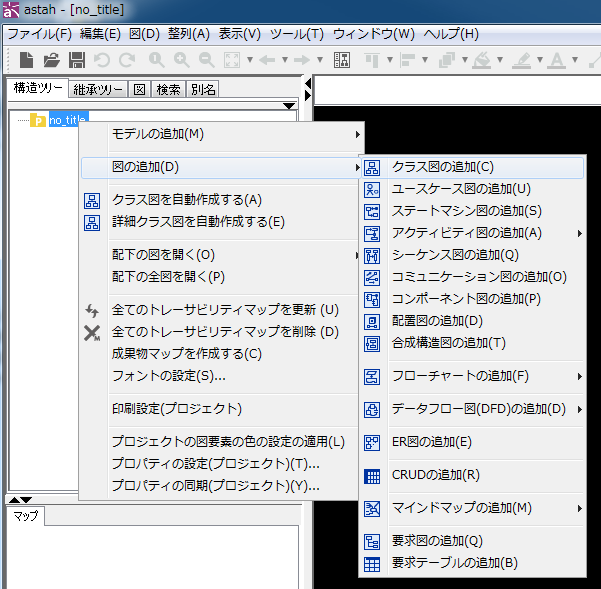 astah - [no_title]
ファイル(F) 編集(E) 図(D) 整列(A) 表示(V) ツール(T) ウィンドウ(W) ヘルプ(H)
構造ツリー 継承ツリー 図 検索 別名
no_title
モデルの追加(M)
図の追加(D)
クラス図を自動作成する(A)
詳細クラス図を自動作成する(E)
配下の図を開く(O)
配下の全図を開く(P)
全てのトレーサビリティマップを更新 (U)
全てのトレーサビリティマップを削除 (D)
成果物マップを作成する(C)
フォントの設定(S)...
印刷設定(プロジェクト)
プロジェクトの図要素の色の設定の適用(L)
プロパティの設定(プロジェクト)(T)...
プロパティの同期(プロジェクト)(Y)...
クラス図の追加(C)
ユースケース図の追加(U)
ステートマシン図の追加(S)
アクティビティ図の追加(A)
シーケンス図の追加(Q)
コミュニケーション図の追加(O)
コンポーネント図の追加(P)
配置図の追加(D)
合成構造図の追加(T)
フローチャートの追加(F)
データフロー図(DFD)の追加(D)
ER図の追加(E)
CRUDの追加(R)
マインドマップの追加(M)
要求図の追加(Q)
要求テーブルの追加(B)
マップ